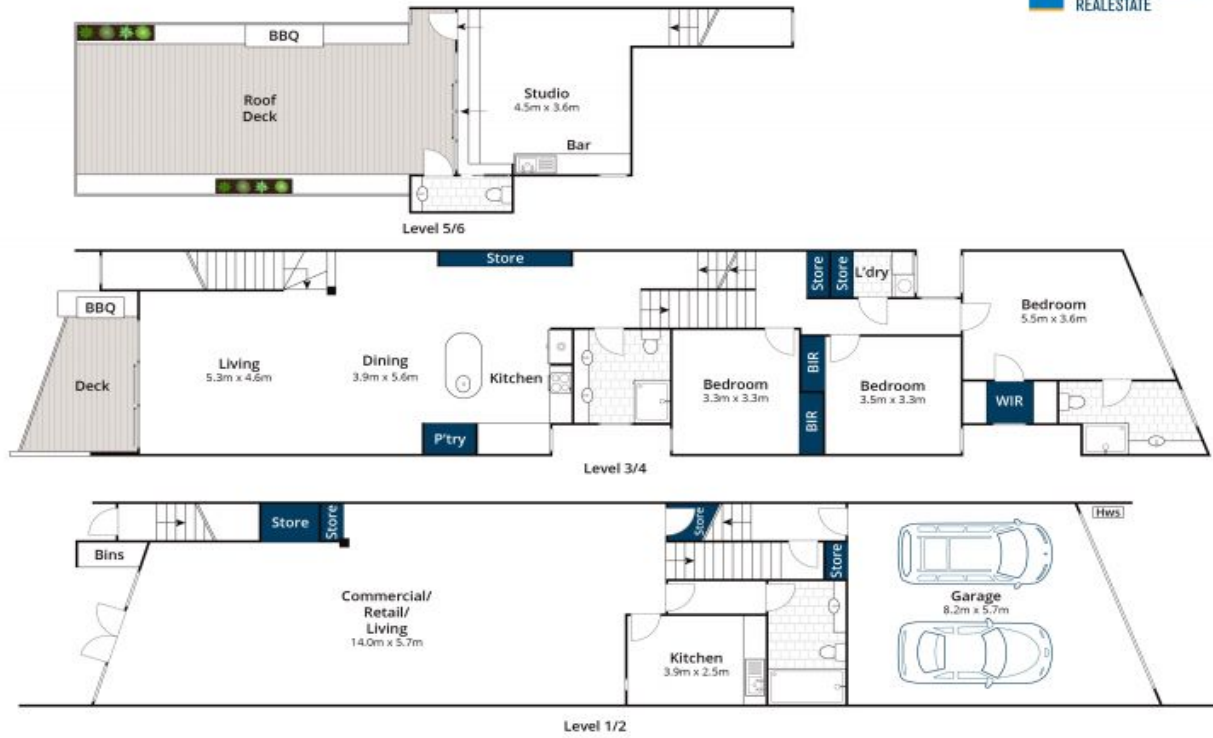 REALESTATE
BBQ
Roof
Deck
Studio
4.5m x 3.6m
Bar
Level 5/6
Store
Store
Store
L'dry
BBQ
Bedroom
5.5m x 3.6m
Living
5.3m x 4.6m
Dining
3.9m x 5.6m
Kitchen
Deck
Bedroom
3.3m x 3.3m
BIR
BIR
Bedroom
3.5m x 3.3m
WIR
P'try
Level 3/4
Store
Store
Store
Hws
Bins
Store
Commercial/
Retail/
Living
14.0m x 5.7m
Garage
8.2m x 5.7m
Kitchen
3.9m x 2.5m
Level 1/2